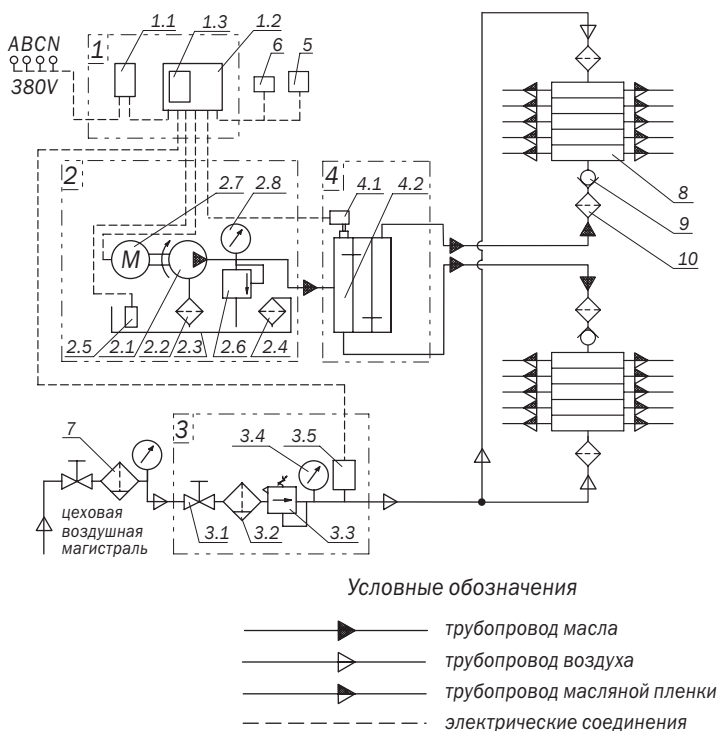 1.1 1.3 1.2
6 5
ABCN
1
380V
2
4
2.7 2.8
4.1 4.2
M
8
9
10
2.5 2.1 2.2 2.3 2.6 2.4
7
3
3.4 3.5
цеховая
воздушная
магистраль
3.1 3.2 3.3
Условные обозначения
трубопровод масла
трубопровод воздуха
трубопровод масляной пленки
электрические соединения